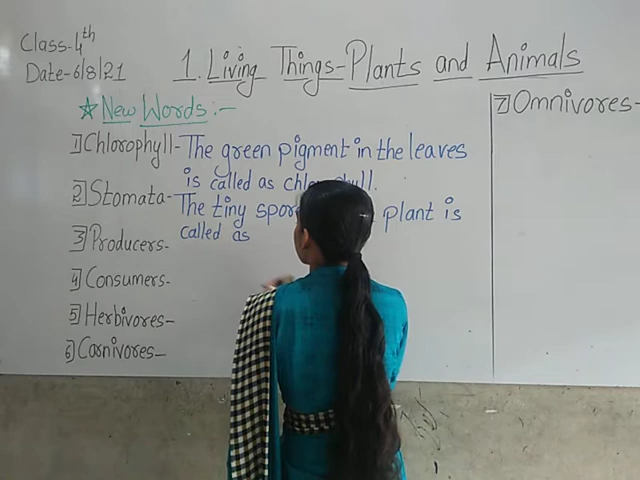 Class-4th
Date-6/8/21
1. Living Things-Plants and Animals
☆ New Words:-
1] Chlorophyll- The green pigment in the leaves
is called as chlorophyll.
2] Stomata- The tiny plant is
called as
3] Producers-
4] Consumers-
5] Herbivores-
6] Carnivores-
7] Omnivores-